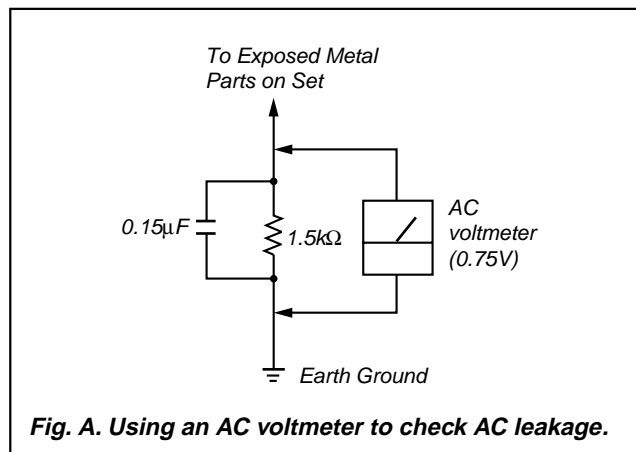 To Exposed Metal
Parts on Set
0.15µF
1.5kΩ
AC
voltmeter
(0.75V)
Earth Ground
Fig. A. Using an AC voltmeter to check AC leakage.